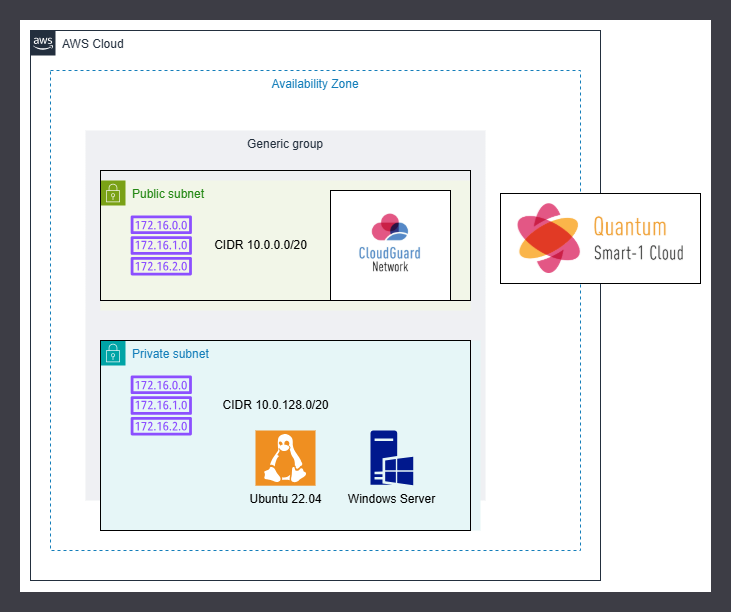 aws
AWS Cloud
Availability Zone
Generic group
Public subnet
172.16.0.0
172.16.1.0
172.16.2.0
CIDR 10.0.0.0/20
CloudGuard
Network
Quantum
Smart-1 Cloud
Private subnet
172.16.0.0
172.16.1.0
172.16.2.0
CIDR 10.0.128.0/20
Ubuntu 22.04
Windows Server